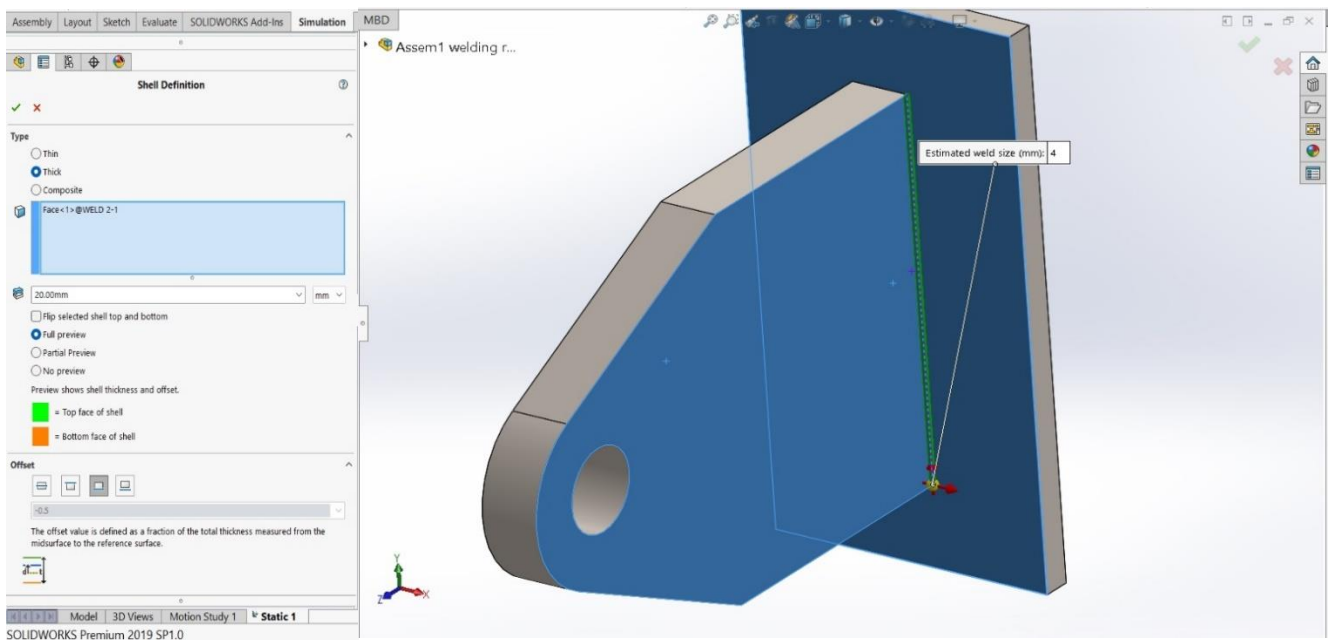 Assembly Layout Sketch Evaluate SOLIDWORKS Add-Ins Simulation MBD
Assem1 welding r...
Shell Definition
Type
Thin
Thick
Composite
Face<1>@WELD 2-1
20.00mm mm
Flip selected shell top and bottom
Full preview
Partial Preview
No preview
Preview shows shell thickness and offset.
= Top face of shell
= Bottom face of shell
Offset
-0.5
The offset value is defined as a fraction of the total thickness measured from the
midsurface to the reference surface.
Estimated weld size (mm): 4
Y
Z X
Model 3D Views Motion Study 1 Static 1
SOLIDWORKS Premium 2019 SP1.0